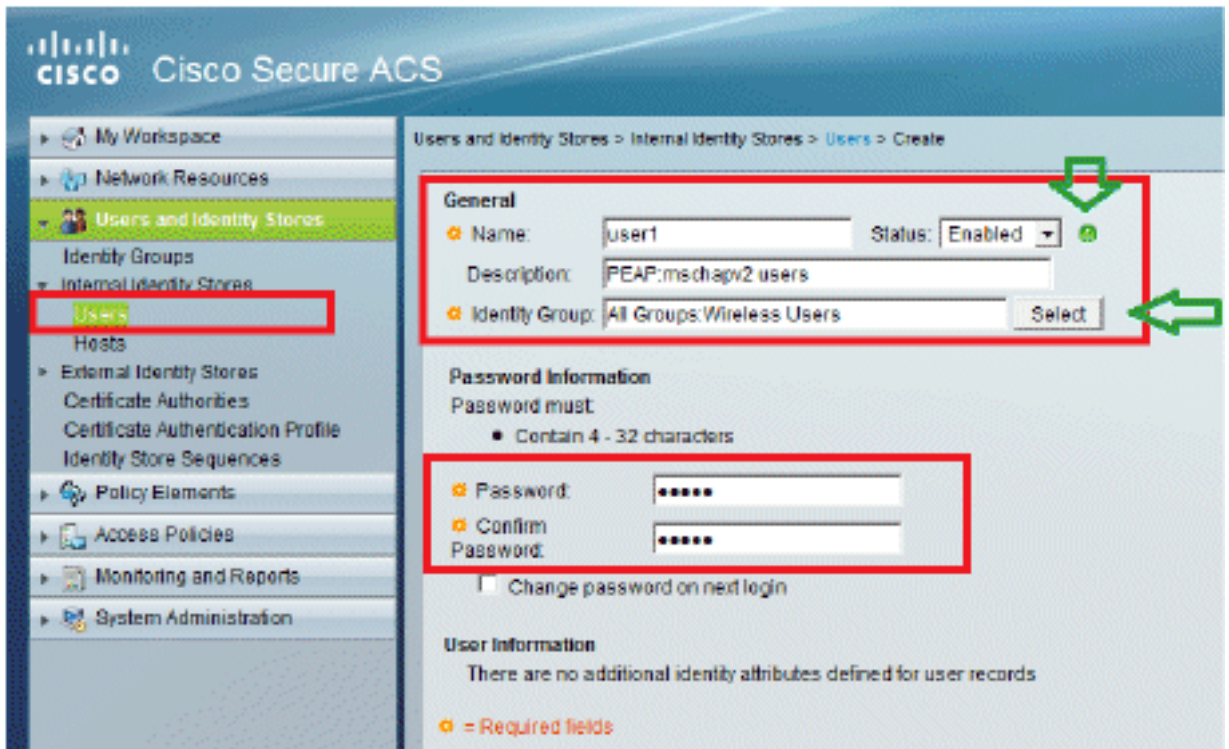 CISCO Cisco Secure ACS
My Workspace
Network Resources
Users and Identity Stores
Identity Groups
Internal Identity Stores
Users
Hosts
External Identity Stores
Certificate Authorities
Certificate Authentication Profile
Identity Store Sequences
Policy Elements
Access Policies
Monitoring and Reports
System Administration
Users and Identity Stores > Internal Identity Stores > Users > Create
General
Name: user1 Status: Enabled
Description: PEAP:mschapv2 users
Identity Group: All Groups:Wireless Users Select
Password Information
Password must:
• Contain 4 - 32 characters
Password: •••••
Confirm
Password: •••••
Change password on next login
User Information
There are no additional identity attributes defined for user records
= Required fields